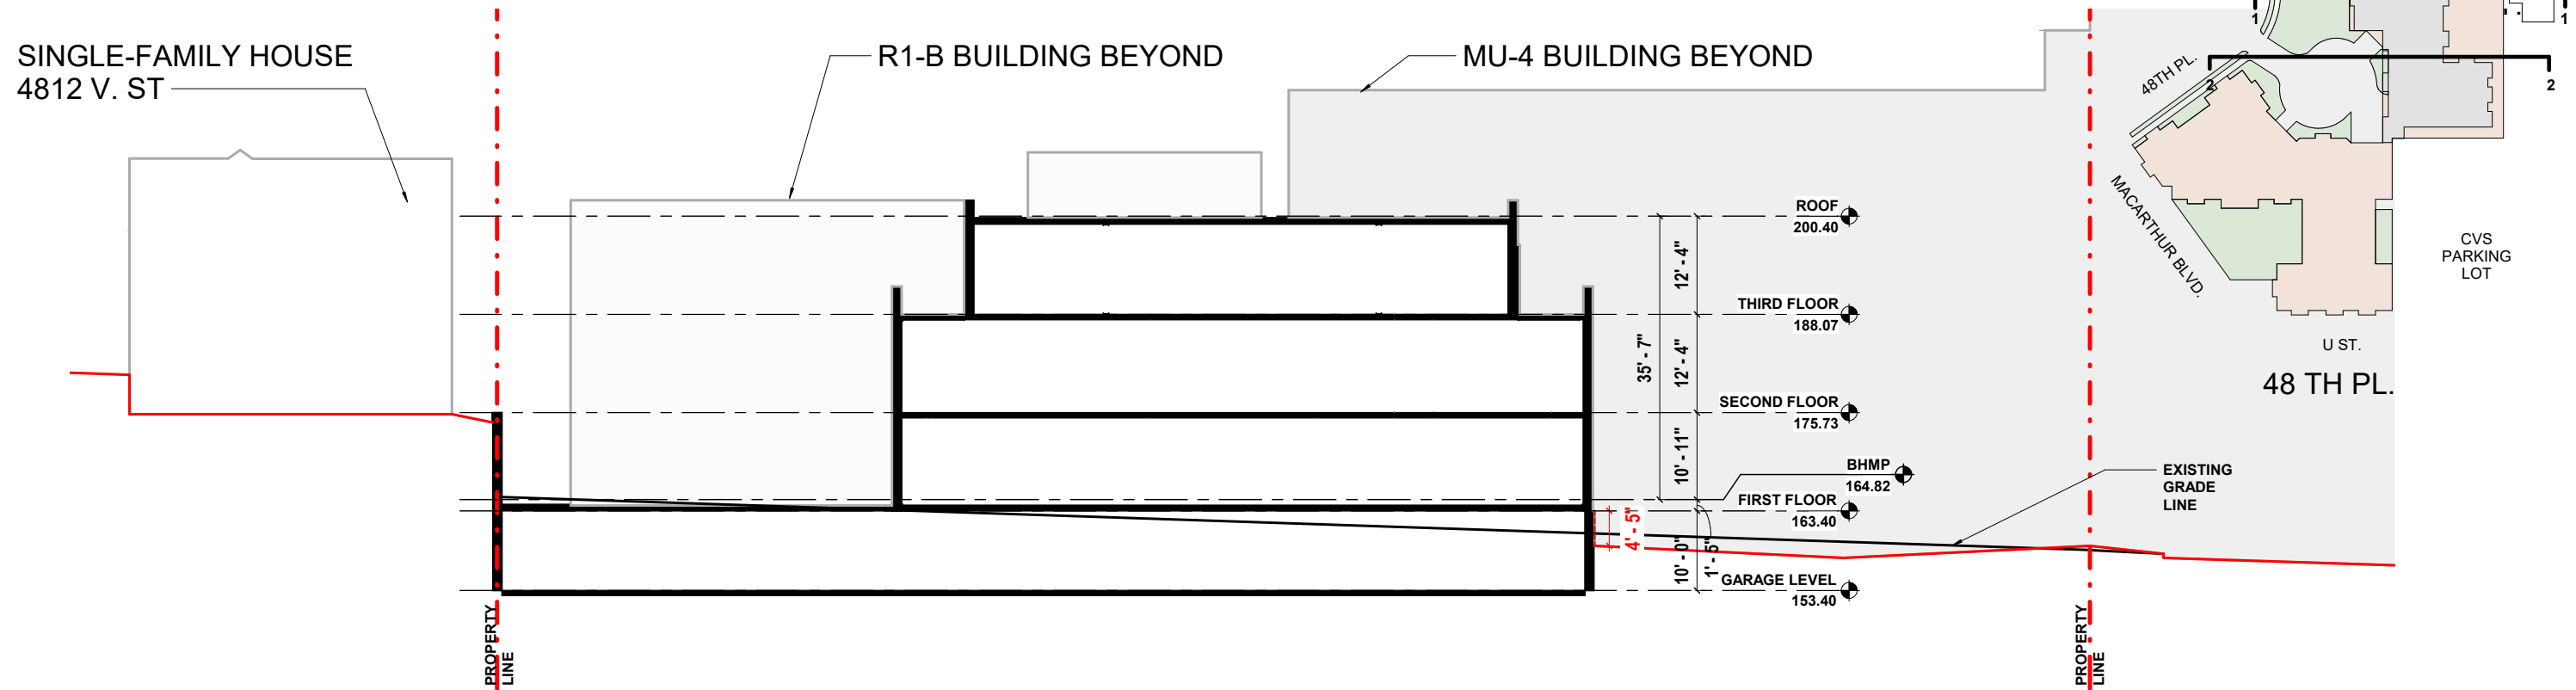 SINGLE-FAMILY HOUSE
4812 V. ST
R1-B BUILDING BEYOND
MU-4 BUILDING BEYOND
ROOF
200.40
THIRD FLOOR
188.07
SECOND FLOOR
175.73
BHMP
164.82
FIRST FLOOR
163.40
GARAGE LEVEL
153.40
35' - 7"
12' - 4"
12' - 4"
10' - 11"
10' - 0"
1' - 5"
4' - 5"
EXISTING
GRADE
LINE
PROPERTY
LINE
PROPERTY
LINE
1
1
48TH PL.
2
2
MACARTHUR BLVD.
CVS
PARKING
LOT
U ST.
48 TH PL.